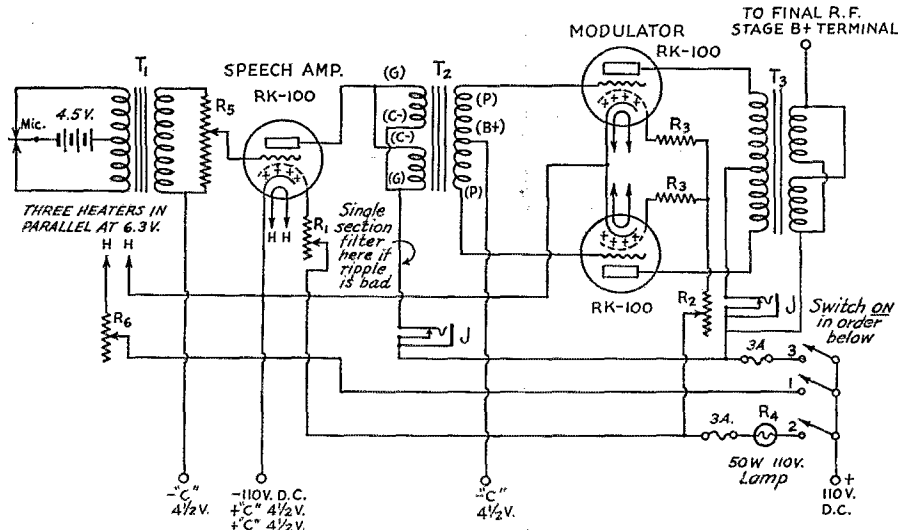 TO FINAL R.F.
STAGE B+ TERMINAL
MODULATOR
RK-100
T1
SPEECH AMP.
RK-100
(G)
T2
(P)
T3
Mic.
4.5 V.
R5
(C-)
(C-)
(B+)
R3
R3
(G)
(P)
THREE HEATERS IN
PARALLEL AT 6.3 V.
H H
H H
R1
Single
section
filter
here if
ripple
is bad
RK-100
R6
R2
J
J
Switch ON
in order
below
3A
3
1
3A.
R4
2
50W 110V.
Lamp
-"C"
4½V.
-110V. D.C.
+"C" 4½V.
+"C" 4½V.
-"C"
4½V.
+
110V.
D.C.